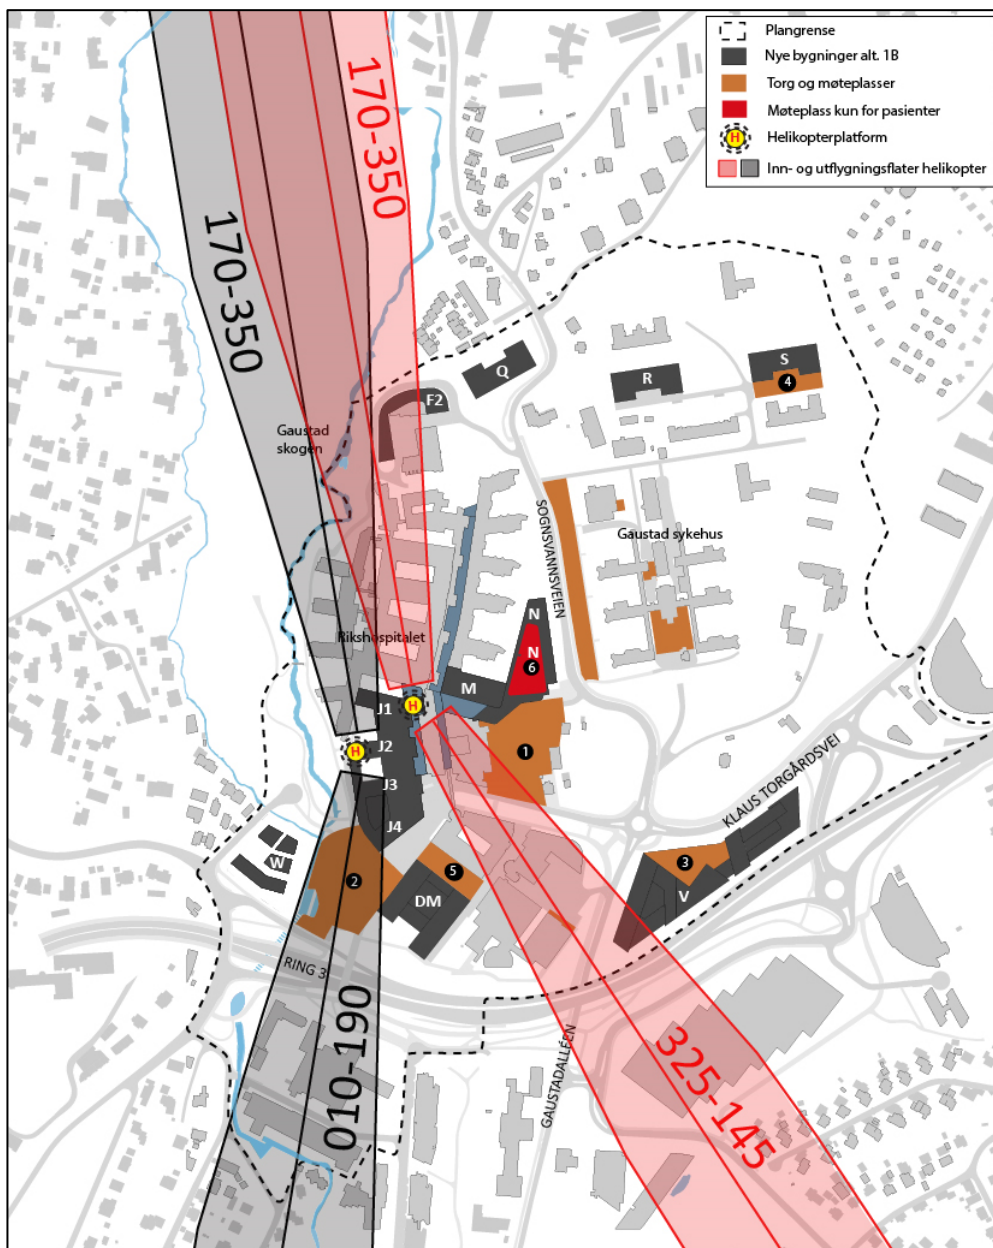 Plangrense
Nye bygninger alt. 1B
Torg og møteplasser
Møteplass kun for pasienter
H
Helikopterplatform
Inn- og utflygningsflater helikopter
170-350
170-350
Q
R
S
4
F2
Gaustad
skogen
SOGNSVANNSVEIEN
Gaustad sykehus
N
Rikshospitalet
N
6
M
J1
H
J2
H
1
J3
J4
KLAUS TORGÅRDSVEI
W
2
5
3
DM
V
RING 3
010-190
GAUSTADALLÉEN
325-145